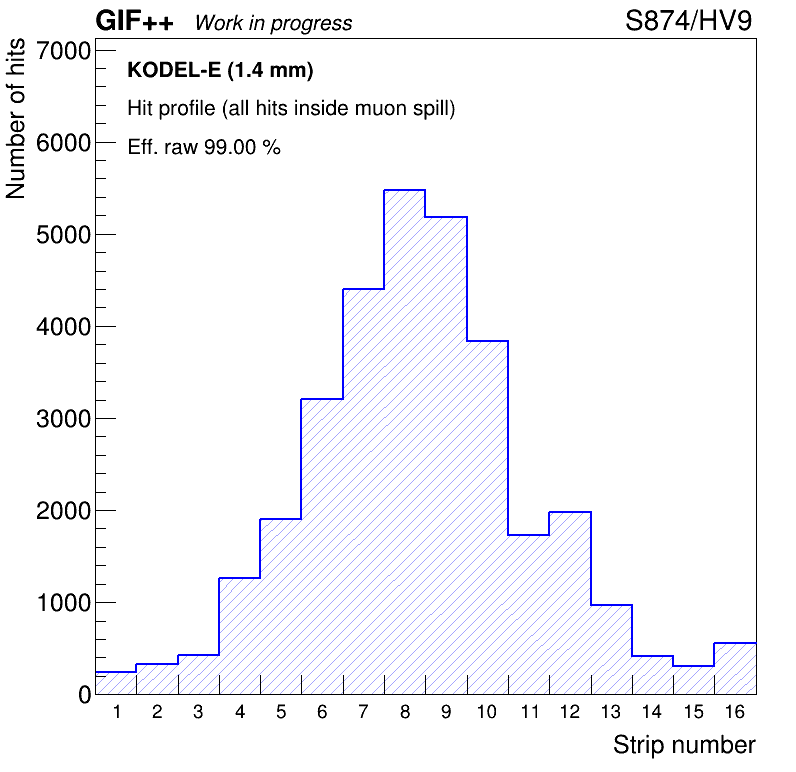 GIF++ Work in progress S874/HV9
Number of hits
7000
6000
5000
4000
3000
2000
1000
0
KODEL-E (1.4 mm)
Hit profile (all hits inside muon spill)
Eff. raw 99.00 %
1 2 3 4 5 6 7 8 9 10 11 12 13 14 15 16
Strip number